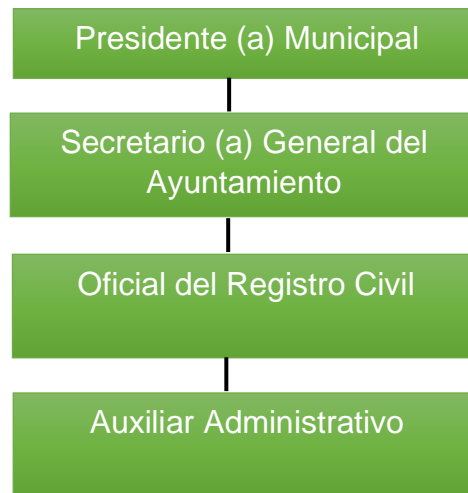 Presidente (a) Municipal
Secretario (a) General del
Ayuntamiento
Oficial del Registro Civil
Auxiliar Administrativo